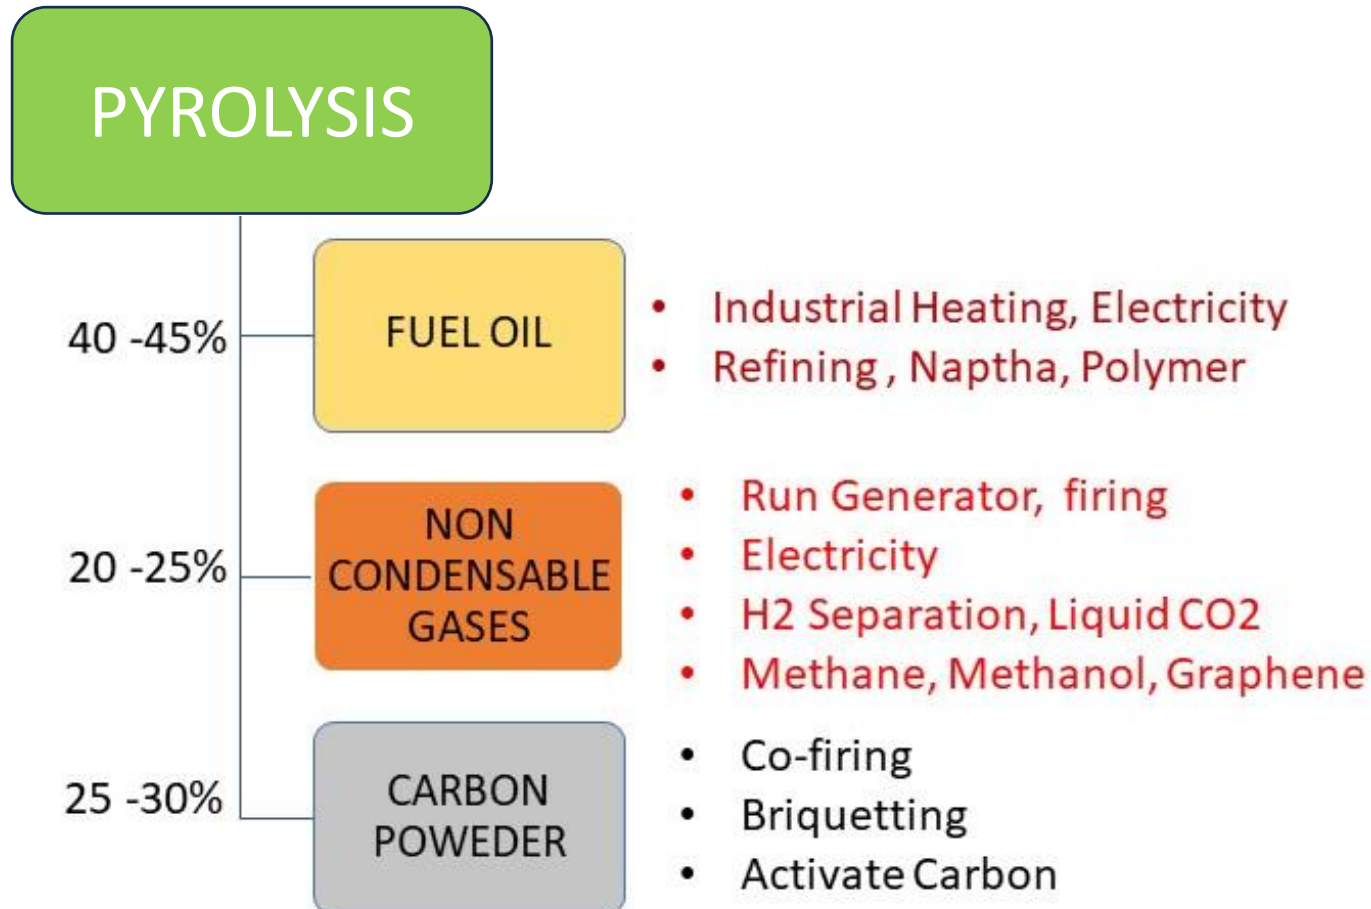 PYROLYSIS
40 -45%
FUEL OIL
• Industrial Heating, Electricity
• Refining , Naptha, Polymer
20 -25%
NON
CONDENSABLE
GASES
• Run Generator, firing
• Electricity
• H2 Separation, Liquid CO2
• Methane, Methanol, Graphene
25 -30%
CARBON
POWEDER
• Co-firing
• Briquetting
• Activate Carbon